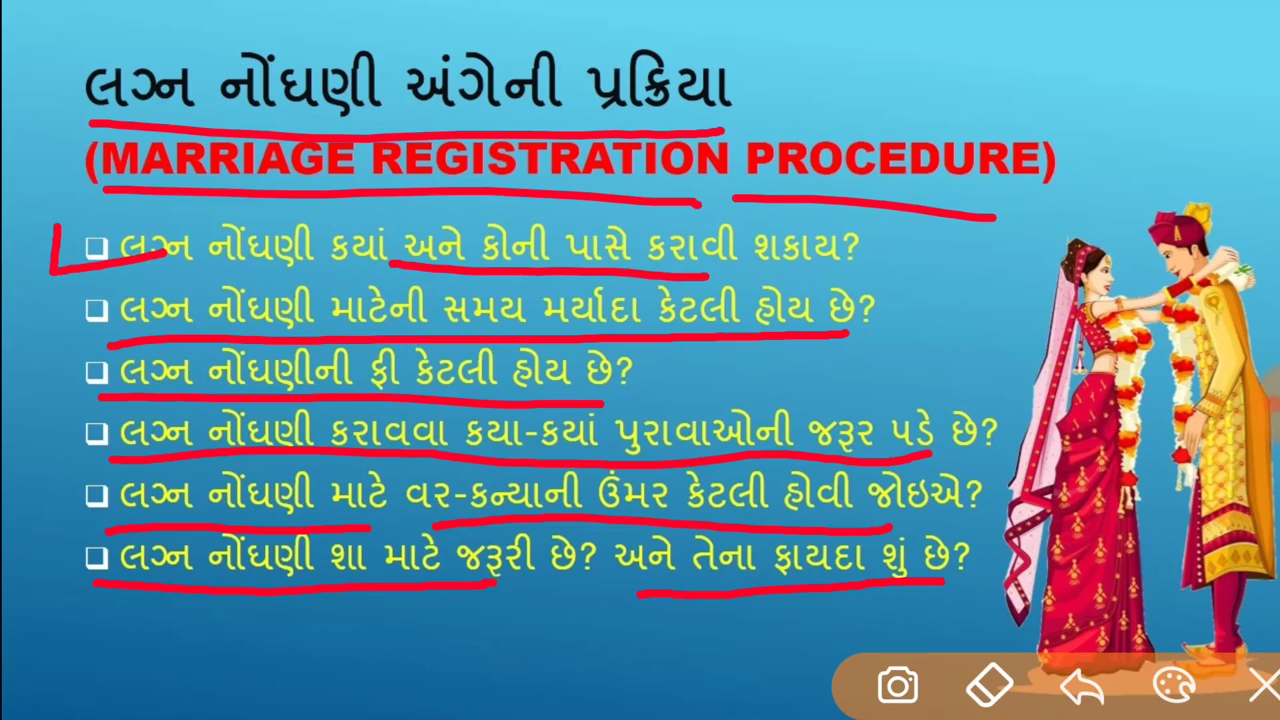 લગ્ન નોંધણી અંગેની પ્રક્રિયા
(MARRIAGE REGISTRATION PROCEDURE)
લગ્ન નોંધણી કયાં અને કોની પાસે કરાવી શકાય?
લગ્ન નોંધણી માટેની સમય મર્યાદા કેટલી હોય છે?
લગ્ન નોંધણીની ફી કેટલી હોય છે?
લગ્ન નોંધણી કરાવવા કયા-કયાં પુરાવાઓની જરૂર પડે છે?
લગ્ન નોંધણી માટે વર-કન્યાની ઉંમર કેટલી હોવી જોઇએ?
લગ્ન નોંધણી શા માટે જરૂરી છે? અને તેના ફાયદા શું છે?